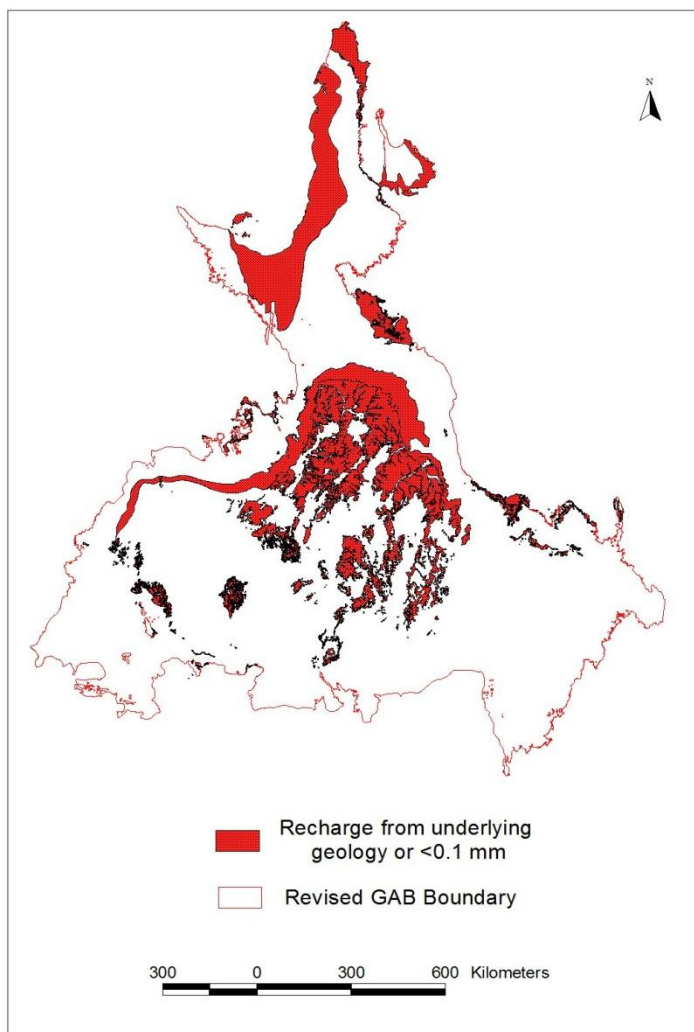 N
Recharge from underlying
geology or <0.1 mm
Revised GAB Boundary
300 0 300 600 Kilometers